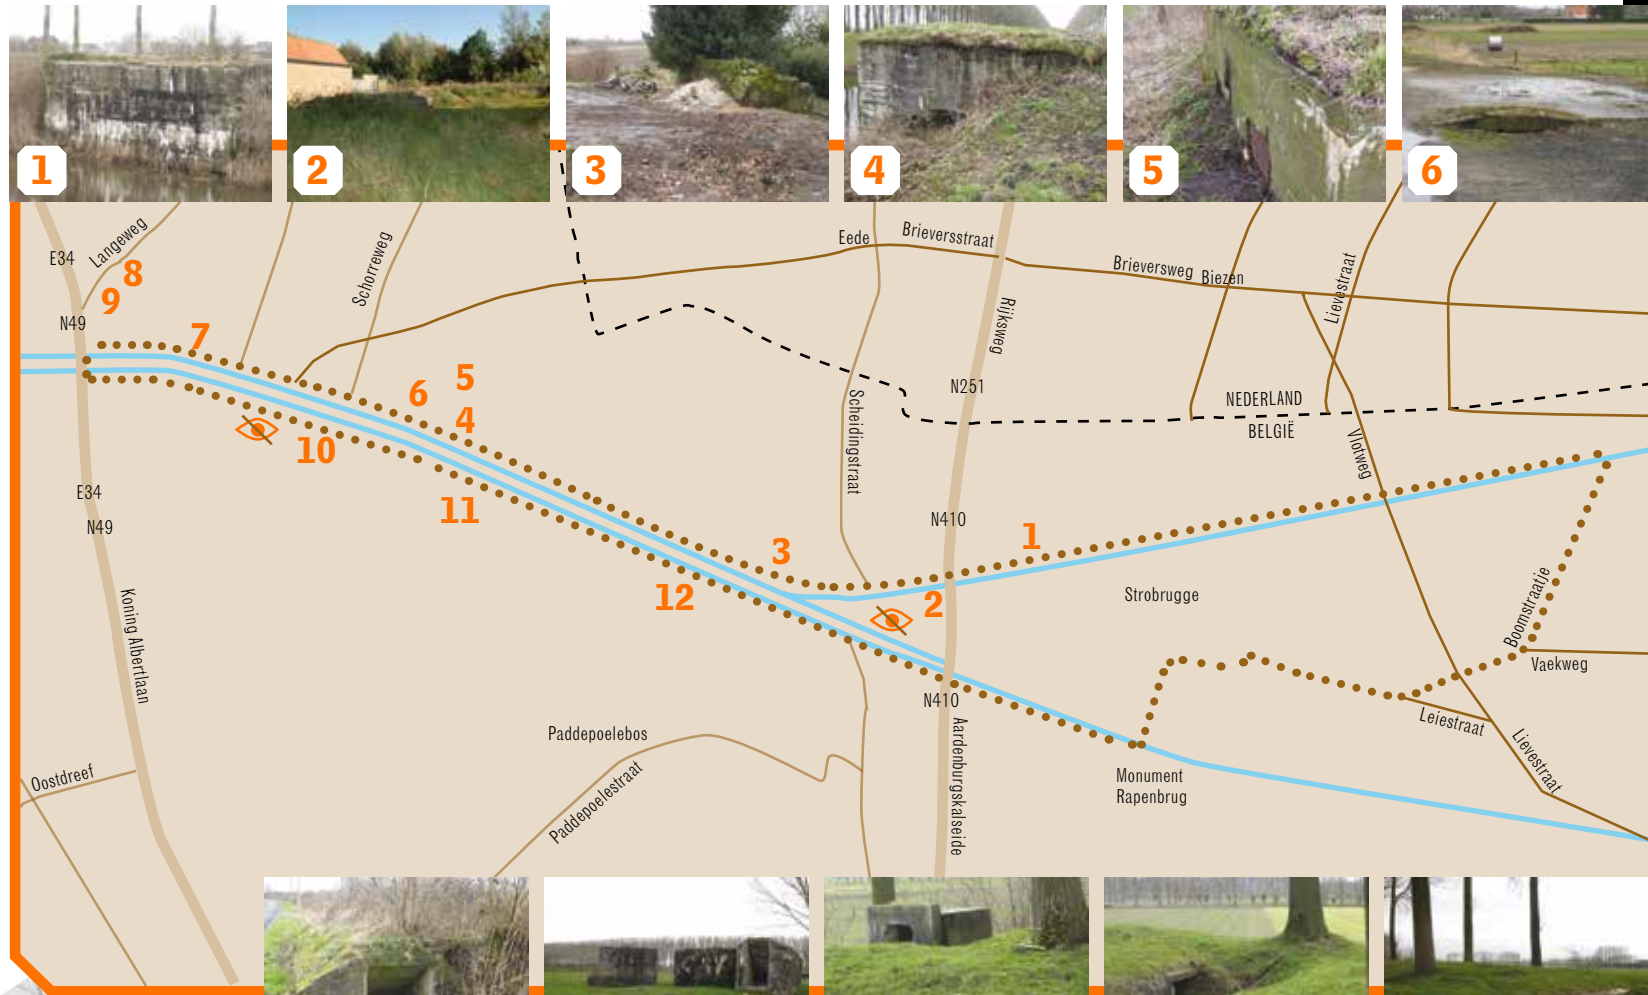 1
2
3
4
5
6
E34
Langeweg
8
9
N49
7
Schorreweg
Eede
Brieversstraat
Brieversweg
Biezen
Lievestraat
Rijksweg
N251
NEDERLAND
BELGIË
Scheidingstraat
Vlotweg
6
5
4
10
11
E34
N49
N410
1
3
12
2
Strobrugge
Boomstraatje
Vaekweg
Koning Albertlaan
N410
Leiestraat
Lievestraat
Paddepoelebos
Paddepoelestraat
Aardenburgskalseide
Monument
Rapenbrug
Oostdreef